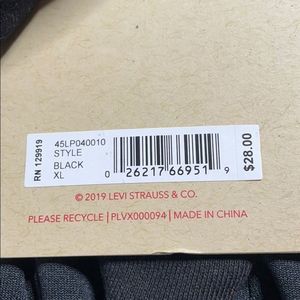 RN 129919
45LP040010
STYLE
BLACK
XL
0 26217 66951 9
$28.00
© 2019 LEVI STRAUSS & CO.
PLEASE RECYCLE | PLVX000094 | MADE IN CHINA